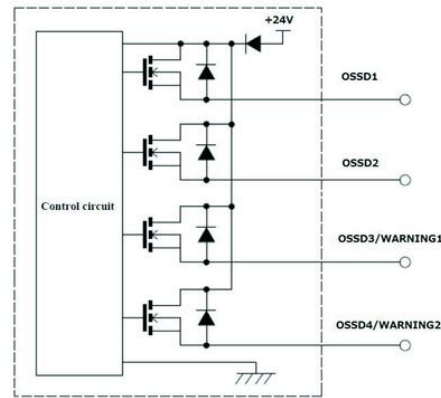 +24V
OSSD1
OSSD2
Control circuit
OSSD3/WARNING1
OSSD4/WARNING2